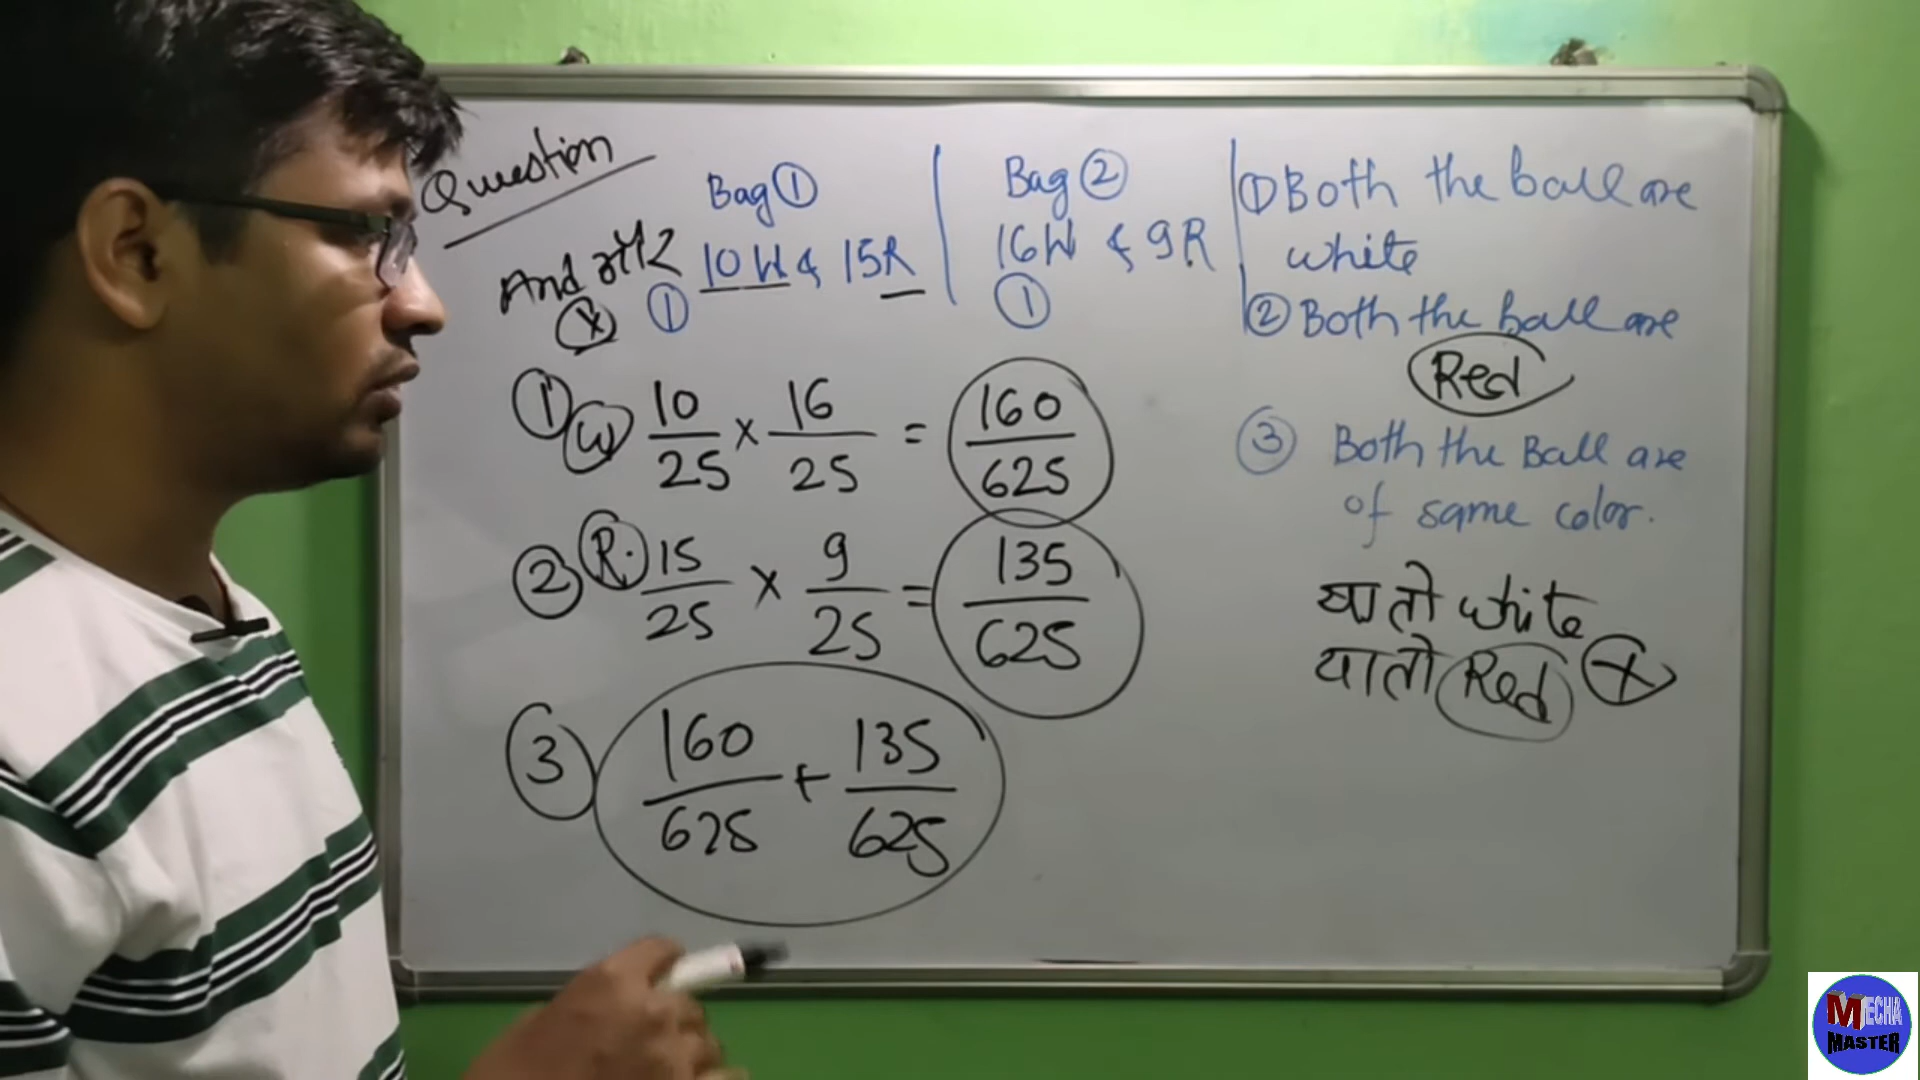 Question
Bag ①
And और 10W & 15R
(x) ①
Bag ②
16W & 9R
①
① Both the ball are
white
② Both the ball are
Red
③ Both the Ball are
of same color.
या तो white
या तो Red (+)
① (W) 10/25 × 16/25 = 160/625
② (R.) 15/25 × 9/25 = 135/625
③ 160/625 + 135/625
MECHA
MASTER